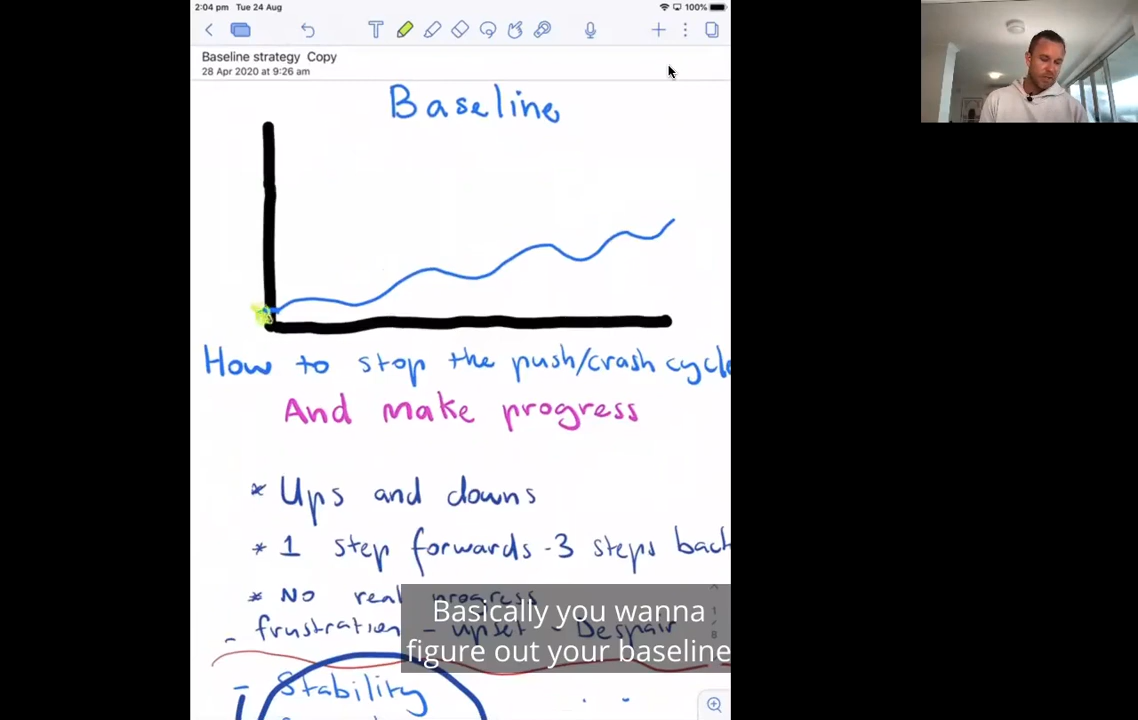 2:04 pm Tue 24 Aug
100%
Baseline strategy Copy
28 Apr 2020 at 9:26 am
Baseline
How to stop the push/crash cycle
And make progress
* Ups and downs
* 1 step forwards - 3 steps back
* No real progress
- frustration - upset - Despair
Basically you wanna
figure out your baseline
Stability